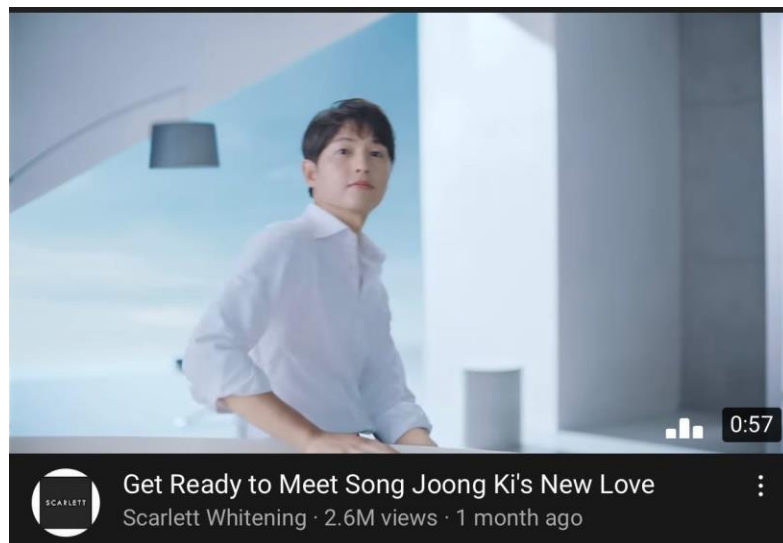 0:57
SCARLETT
Get Ready to Meet Song Joong Ki's New Love
Scarlett Whitening · 2.6M views · 1 month ago